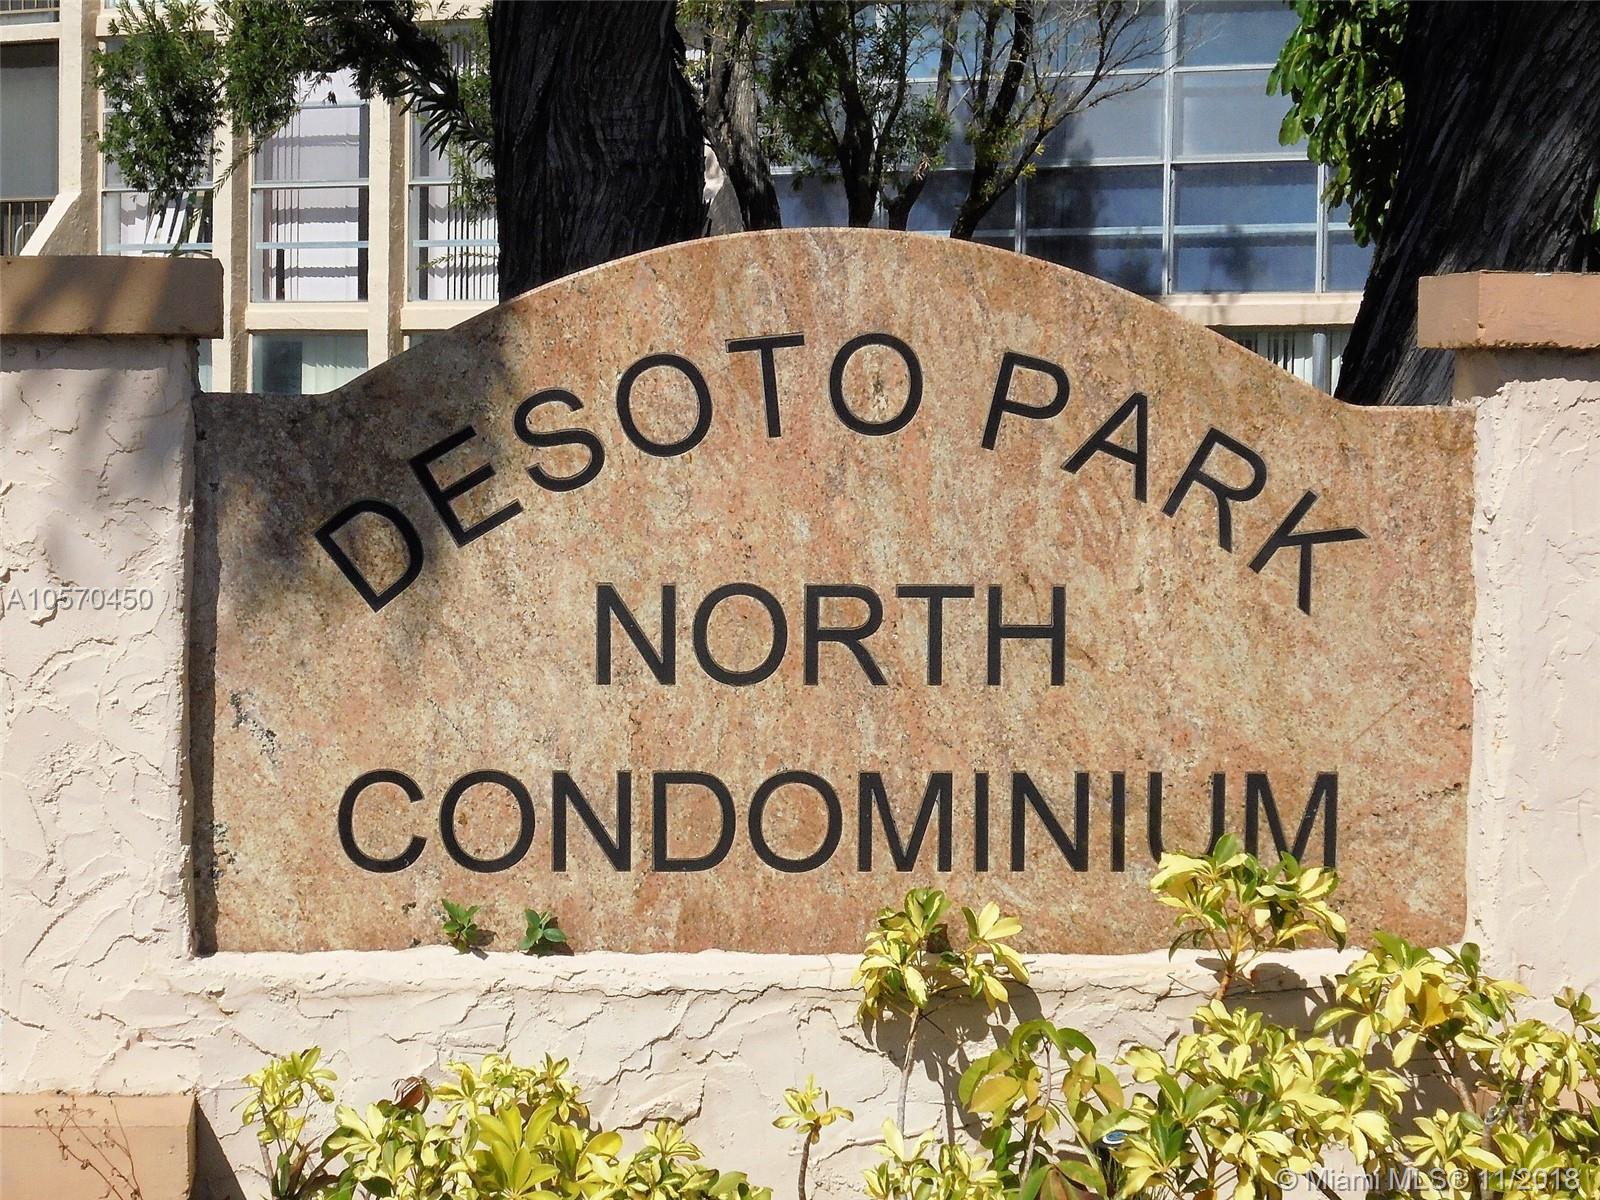 DESOTO PARK
NORTH
CONDOMINIUM
A10570450
© Miami MLS® 11/2018